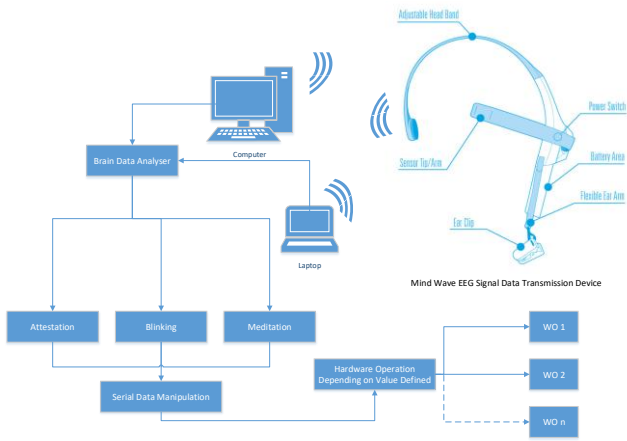 Adjustable Head Band
Power Switch
Computer
Brain Data Analyser
Sensur Tip/Arm
Battery Area
Flexible Ear Arm
Ear Clip
Laptop
Mind Wave EEG Signal Data Transmission Device
Attestation
Blinking
Meditation
WO 1
Hardware Operation
Depending on Value Defined
WO 2
Serial Data Manipulation
WO n